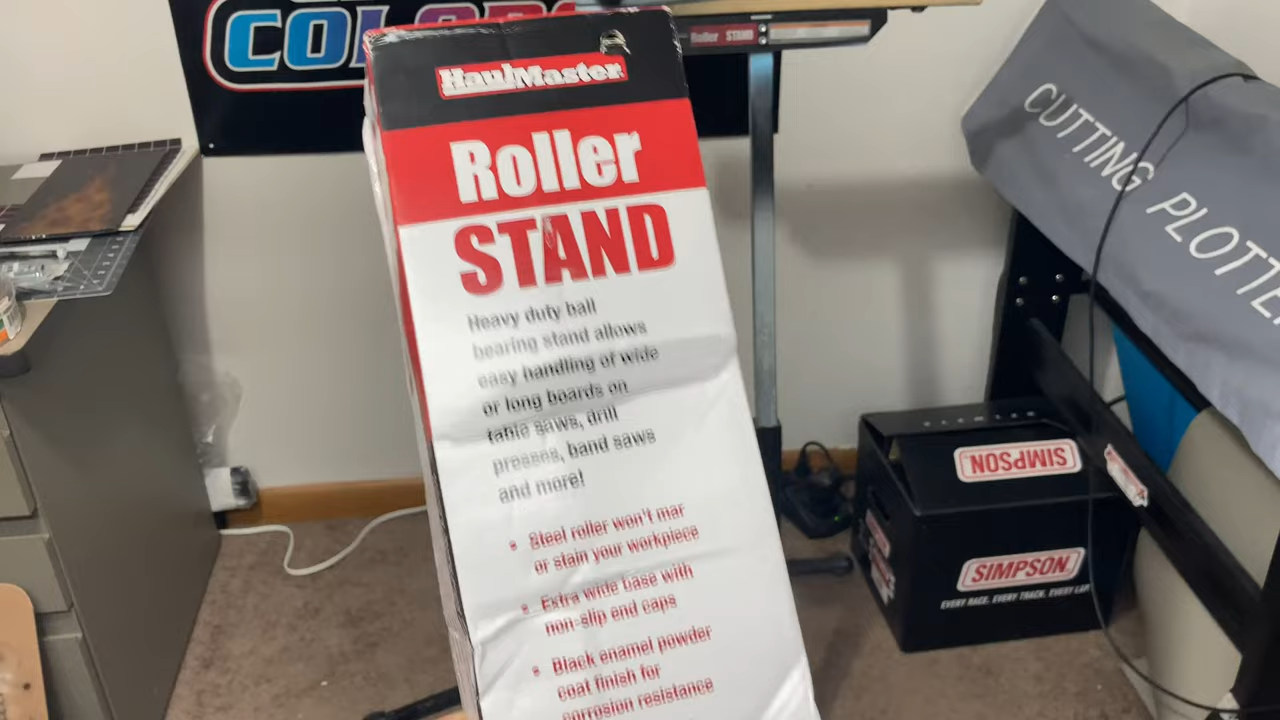 COLORS
HaulMaster
Roller
STAND
Heavy duty ball
bearing stand allows
easy handling of wide
or long boards on
table saws, drill
presses, band saws
and more!
• Steel roller won't mar
or stain your workpiece
• Extra wide base with
non-slip end caps
• Black enamel powder
coat finish for
corrosion resistance
Roller STAND
CUTTING PLOTTE
SIMPSON
SIMPSON
EVERY RACE. EVERY TRACK. EVERY LAP